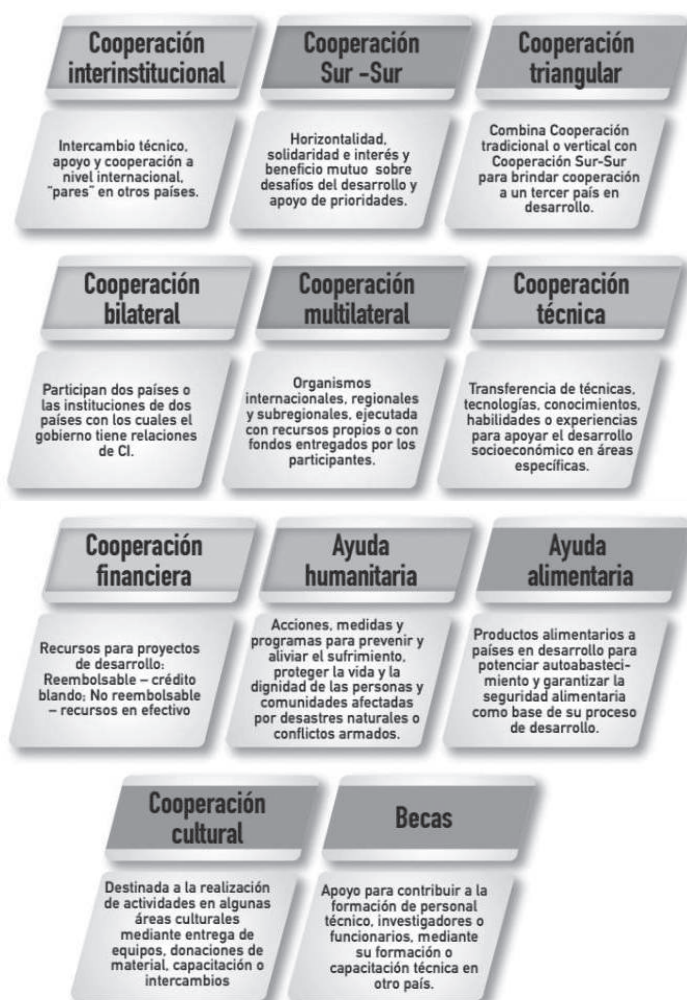 Cooperación
interinstitucional
Intercambio técnico,
apoyo y cooperación a
nivel internacional,
"pares" en otros países.
Cooperación
Sur -Sur
Horizontalidad,
solidaridad e interés y
beneficio mutuo sobre
desafíos del desarrollo y
apoyo de prioridades.
Cooperación
triangular
Combina Cooperación
tradicional o vertical con
Cooperación Sur-Sur
para brindar cooperación
a un tercer país en
desarrollo.
Cooperación
bilateral
Participan dos países o
las instituciones de dos
países con los cuales el
gobierno tiene relaciones
de CI.
Cooperación
multilateral
Organismos
internacionales, regionales
y subregionales, ejecutada
con recursos propios o con
fondos entregados por los
participantes.
Cooperación
técnica
Transferencia de técnicas,
tecnologías, conocimientos,
habilidades o experiencias
para apoyar el desarrollo
socioeconómico en áreas
específicas.
Cooperación
financiera
Recursos para proyectos
de desarrollo:
Reembolsable – crédito
blando; No reembolsable
– recursos en efectivo
Ayuda
humanitaria
Acciones, medidas y
programas para prevenir y
aliviar el sufrimiento,
proteger la vida y la
dignidad de las personas y
comunidades afectadas
por desastres naturales o
conflictos armados.
Ayuda
alimentaria
Productos alimentarios a
países en desarrollo para
potenciar autoabasteci-
miento y garantizar la
seguridad alimentaria
como base de su proceso
de desarrollo.
Cooperación
cultural
Destinada a la realización
de actividades en algunas
áreas culturales
mediante entrega de
equipos, donaciones de
material, capacitación o
intercambios
Becas
Apoyo para contribuir a la
formación de personal
técnico, investigadores o
funcionarios, mediante
su formación o
capacitación técnica en
otro país.